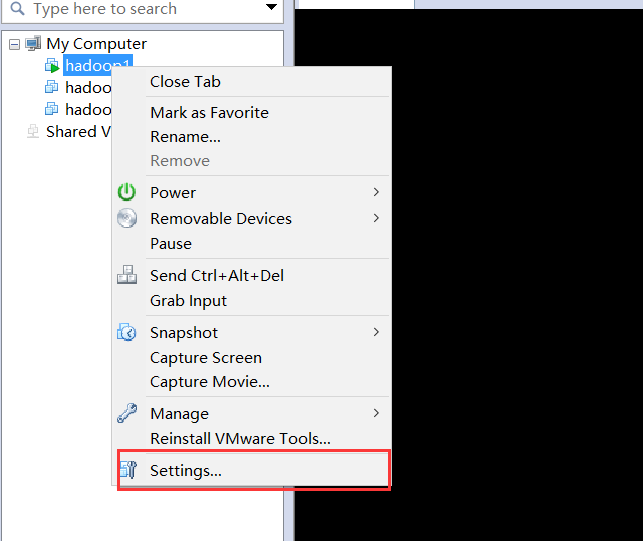 Type here to search
My Computer
hadoop1
hadoo
hadoo
Shared V
Close Tab
Mark as Favorite
Rename...
Remove
Power
Removable Devices
Pause
Send Ctrl+Alt+Del
Grab Input
Snapshot
Capture Screen
Capture Movie...
Manage
Reinstall VMware Tools...
Settings...